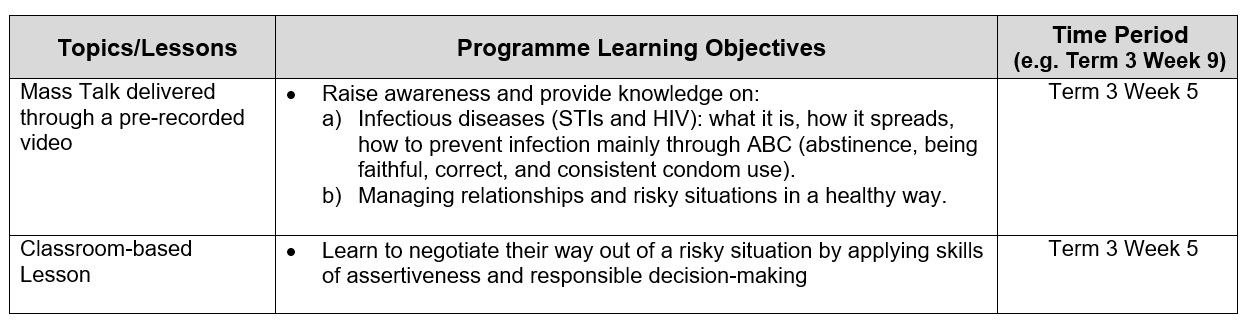 Topics/Lessons
Programme Learning Objectives
Time Period
(e.g. Term 3 Week 9)
Mass Talk delivered
through a pre-recorded
video
• Raise awareness and provide knowledge on:
a) Infectious diseases (STIs and HIV): what it is, how it spreads,
how to prevent infection mainly through ABC (abstinence, being
faithful, correct, and consistent condom use).
b) Managing relationships and risky situations in a healthy way.
Term 3 Week 5
Classroom-based
Lesson
• Learn to negotiate their way out of a risky situation by applying skills
of assertiveness and responsible decision-making
Term 3 Week 5